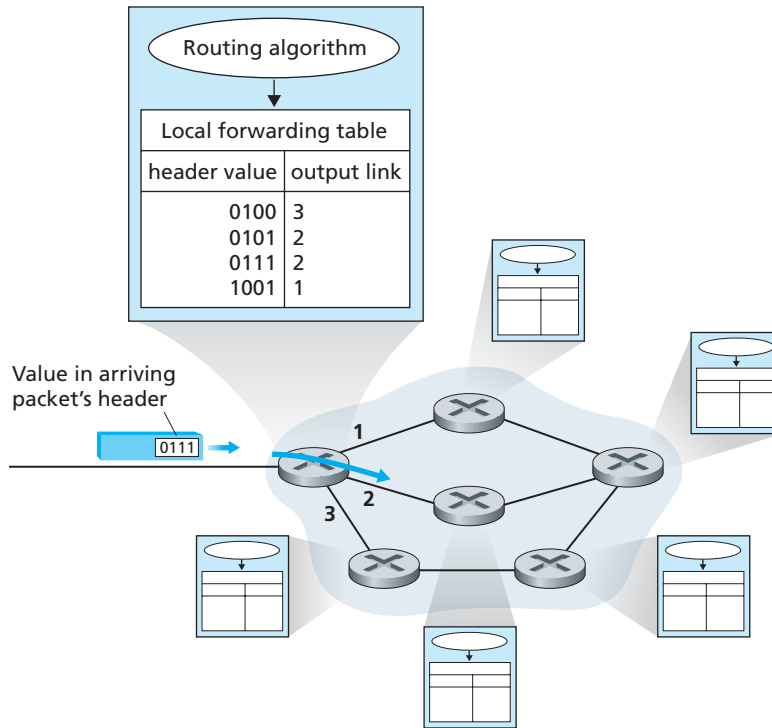 Routing algorithm
Local forwarding table
header value output link
0100 3
0101 2
0111 2
1001 1
Value in arriving
packet's header
0111
1
2
3